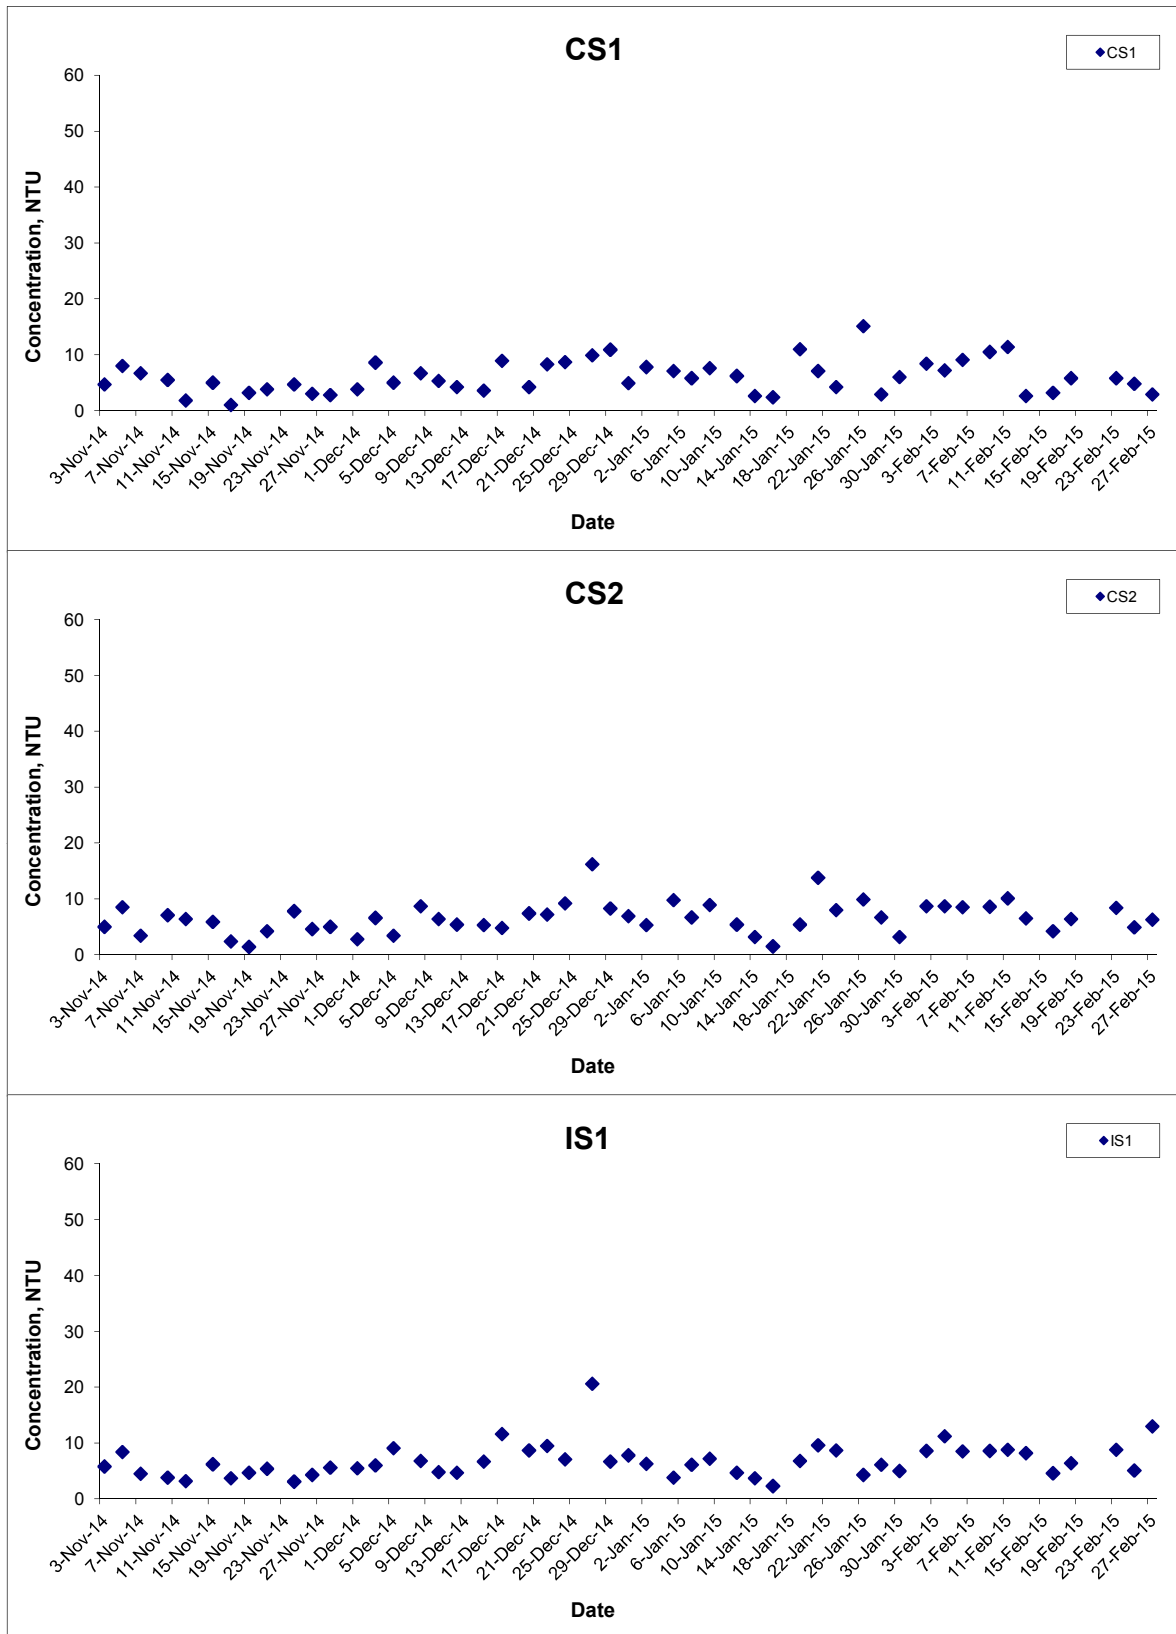 CS1
CS1
60
50
40
30
20
10
0
Concentration, NTU
3-Nov-14
7-Nov-14
11-Nov-14
15-Nov-14
19-Nov-14
23-Nov-14
27-Nov-14
1-Dec-14
5-Dec-14
9-Dec-14
13-Dec-14
17-Dec-14
21-Dec-14
25-Dec-14
29-Dec-14
2-Jan-15
6-Jan-15
10-Jan-15
14-Jan-15
18-Jan-15
22-Jan-15
26-Jan-15
30-Jan-15
3-Feb-15
7-Feb-15
11-Feb-15
15-Feb-15
19-Feb-15
23-Feb-15
27-Feb-15
Date
CS2
CS2
60
50
40
30
20
10
0
Concentration, NTU
3-Nov-14
7-Nov-14
11-Nov-14
15-Nov-14
19-Nov-14
23-Nov-14
27-Nov-14
1-Dec-14
5-Dec-14
9-Dec-14
13-Dec-14
17-Dec-14
21-Dec-14
25-Dec-14
29-Dec-14
2-Jan-15
6-Jan-15
10-Jan-15
14-Jan-15
18-Jan-15
22-Jan-15
26-Jan-15
30-Jan-15
3-Feb-15
7-Feb-15
11-Feb-15
15-Feb-15
19-Feb-15
23-Feb-15
27-Feb-15
Date
IS1
IS1
60
50
40
30
20
10
0
Concentration, NTU
3-Nov-14
7-Nov-14
11-Nov-14
15-Nov-14
19-Nov-14
23-Nov-14
27-Nov-14
1-Dec-14
5-Dec-14
9-Dec-14
13-Dec-14
17-Dec-14
21-Dec-14
25-Dec-14
29-Dec-14
2-Jan-15
6-Jan-15
10-Jan-15
14-Jan-15
18-Jan-15
22-Jan-15
26-Jan-15
30-Jan-15
3-Feb-15
7-Feb-15
11-Feb-15
15-Feb-15
19-Feb-15
23-Feb-15
27-Feb-15
Date